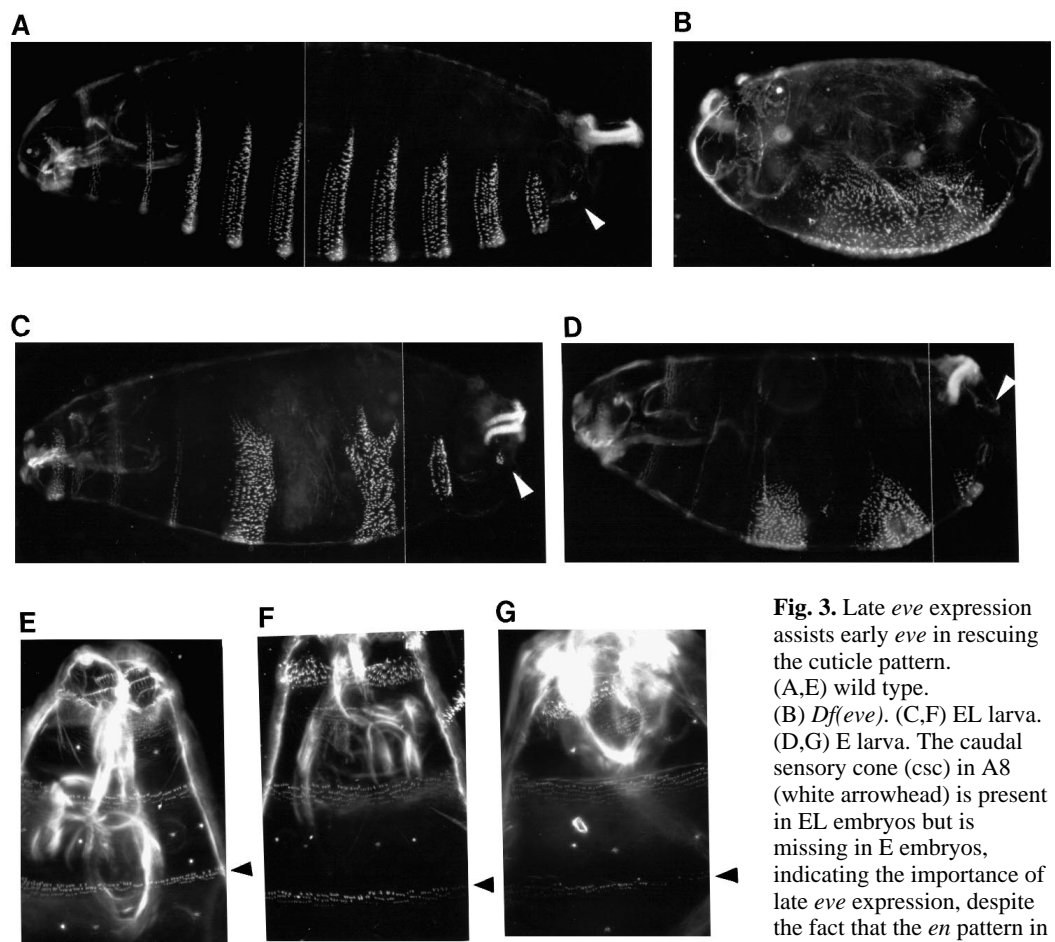 A
B
C
D
E
F
G
Fig. 3. Late eve expression
assists early eve in rescuing
the cuticle pattern.
(A,E) wild type.
(B) Df(eve). (C,F) EL larva.
(D,G) E larva. The caudal
sensory cone (csc) in A8
(white arrowhead) is present
in EL embryos but is
missing in E embryos,
indicating the importance of
late eve expression, despite
the fact that the en pattern in